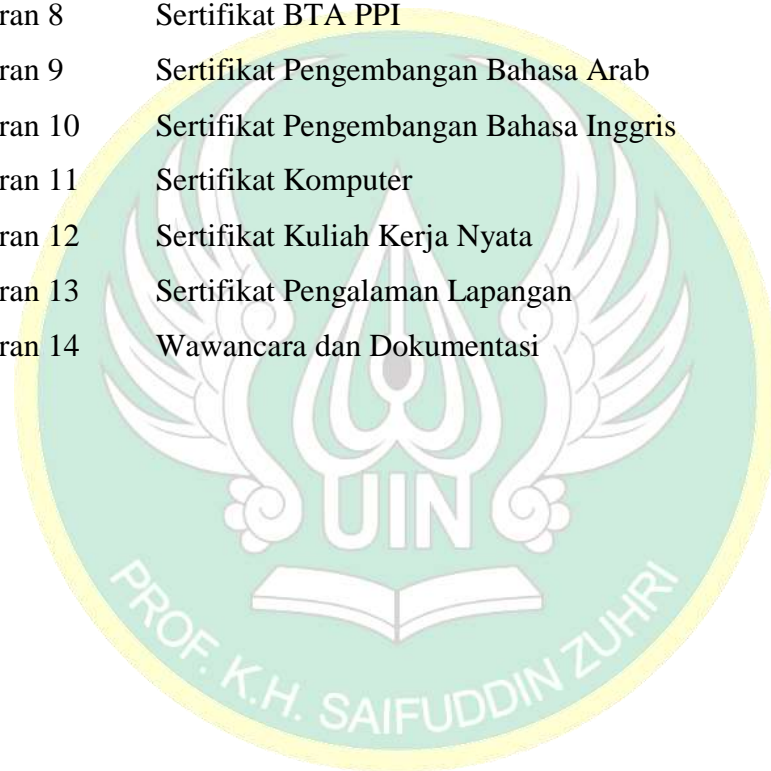 ran 8 Sertifikat BTA PPI
ran 9 Sertifikat Pengembangan Bahasa Arab
ran 10 Sertifikat Pengembangan Bahasa Inggris
ran 11 Sertifikat Komputer
ran 12 Sertifikat Kuliah Kerja Nyata
ran 13 Sertifikat Pengalaman Lapangan
ran 14 Wawancara dan Dokumentasi
UIN
PROF. K.H. SAIFUDDIN ZUHRI